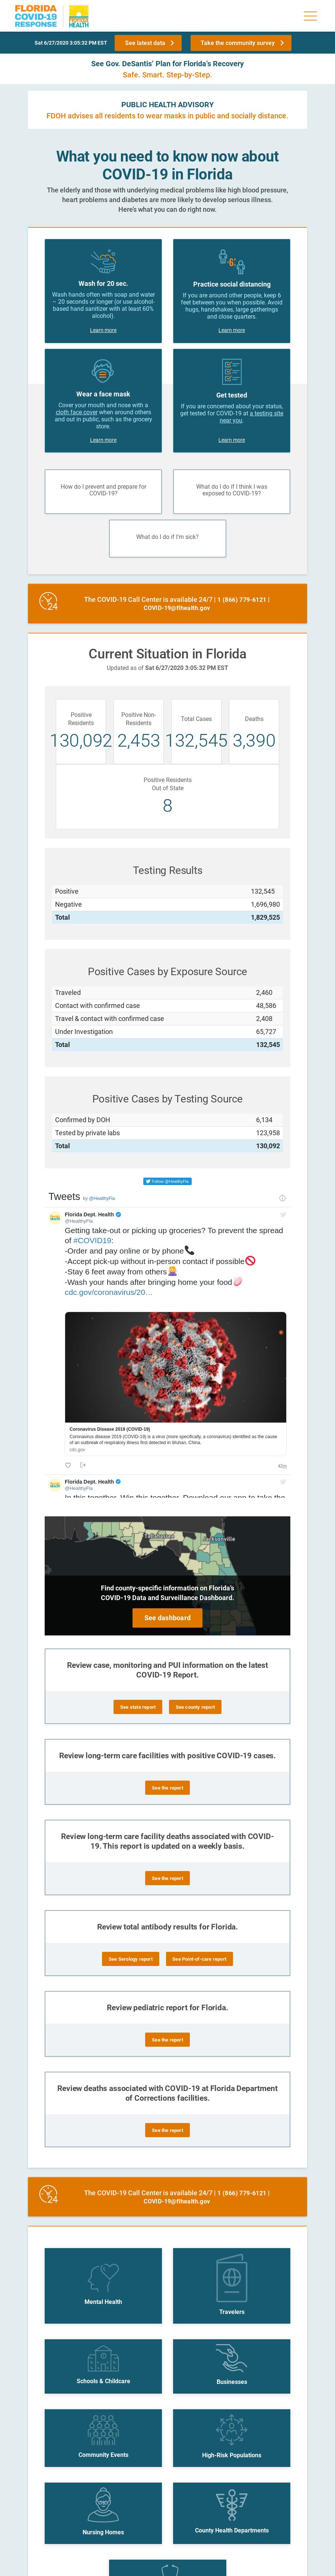 FLORIDA
COVID-19
RESPONSE
Florida
HEALTH
Sat 6/27/2020 3:05:32 PM EST
See latest data
Take the community survey
See Gov. DeSantis' Plan for Florida's Recovery
Safe. Smart. Step-by-Step.
PUBLIC HEALTH ADVISORY
FDOH advises all residents to wear masks in public and socially distance.
What you need to know now about
COVID-19 in Florida
The elderly and those with underlying medical problems like high blood pressure,
heart problems and diabetes are more likely to develop serious illness.
Here's what you can do right now.
Wash for 20 sec.
Wash hands often with soap and water
– 20 seconds or longer (or use alcohol-
based hand sanitizer with at least 60%
alcohol).
Learn more
6'
Practice social distancing
If you are around other people, keep 6
feet between you when possible. Avoid
hugs, handshakes, large gatherings
and close quarters.
Learn more
Wear a face mask
Cover your mouth and nose with a
cloth face cover when around others
and out in public, such as the grocery
store.
Learn more
Get tested
If you are concerned about your status,
get tested for COVID-19 at a testing site
near you.
Learn more
How do I prevent and prepare for
COVID-19?
What do I do if I think I was
exposed to COVID-19?
What do I do if I'm sick?
24
The COVID-19 Call Center is available 24/7 | 1 (866) 779-6121 |
COVID-19@flhealth.gov
Current Situation in Florida
Updated as of Sat 6/27/2020 3:05:32 PM EST
Positive
Residents
130,092
Positive Non-
Residents
2,453
Total Cases
132,545
Deaths
3,390
Positive Residents
Out of State
8
Testing Results
Positive 132,545
Negative 1,696,980
Total 1,829,525
Positive Cases by Exposure Source
Traveled 2,460
Contact with confirmed case 48,586
Travel & contact with confirmed case 2,408
Under Investigation 65,727
Total 132,545
Positive Cases by Testing Source
Confirmed by DOH 6,134
Tested by private labs 123,958
Total 130,092
Follow @HealthyFla
Tweets by @HealthyFla
Florida Dept. Health
@HealthyFla
Getting take-out or picking up groceries? To prevent the spread
of #COVID19:
-Order and pay online or by phone📞
-Accept pick-up without in-person contact if possible🚫
-Stay 6 feet away from others🙅‍♀️
-Wash your hands after bringing home your food🧼
cdc.gov/coronavirus/20…
Coronavirus Disease 2019 (COVID-19)
Coronavirus disease 2019 (COVID-19) is a virus (more specifically, a coronavirus) identified as the cause
of an outbreak of respiratory illness first detected in Wuhan, China.
cdc.gov
42m
Florida Dept. Health
@HealthyFla
In this together. Win this together. Download our app to take the
Tallahassee
Jacksonville
Find county-specific information on Florida's
COVID-19 Data and Surveillance Dashboard.
See dashboard
Review case, monitoring and PUI information on the latest
COVID-19 Report.
See state report
See county report
Review long-term care facilities with positive COVID-19 cases.
See the report
Review long-term care facility deaths associated with COVID-
19. This report is updated on a weekly basis.
See the report
Review total antibody results for Florida.
See Serology report
See Point-of-care report
Review pediatric report for Florida.
See the report
Review deaths associated with COVID-19 at Florida Department
of Corrections facilities.
See the report
24
The COVID-19 Call Center is available 24/7 | 1 (866) 779-6121 |
COVID-19@flhealth.gov
Mental Health
Travelers
Schools & Childcare
Businesses
Community Events
High-Risk Populations
Nursing Homes
County Health Departments